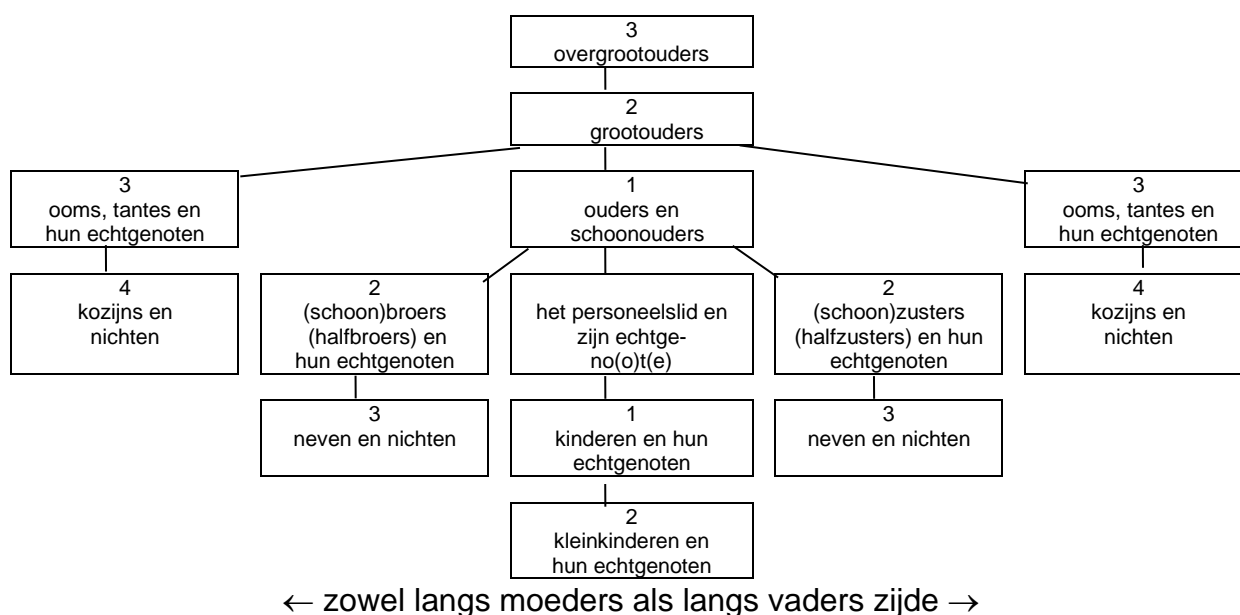 3
overgrootouders
2
grootouders
3
ooms, tantes en
hun echtgenoten
1
ouders en
schoonouders
3
ooms, tantes en
hun echtgenoten
4
kozijns en
nichten
2
(schoon)broers
(halfbroers) en
hun echtgenoten
het personeelslid en
zijn echtge-
no(o)t(e)
2
(schoon)zusters
(halfzusters) en hun
echtgenoten
4
kozijns en
nichten
3
neven en nichten
1
kinderen en hun
echtgenoten
3
neven en nichten
2
kleinkinderen en
hun echtgenoten
← zowel langs moeders als langs vaders zijde →